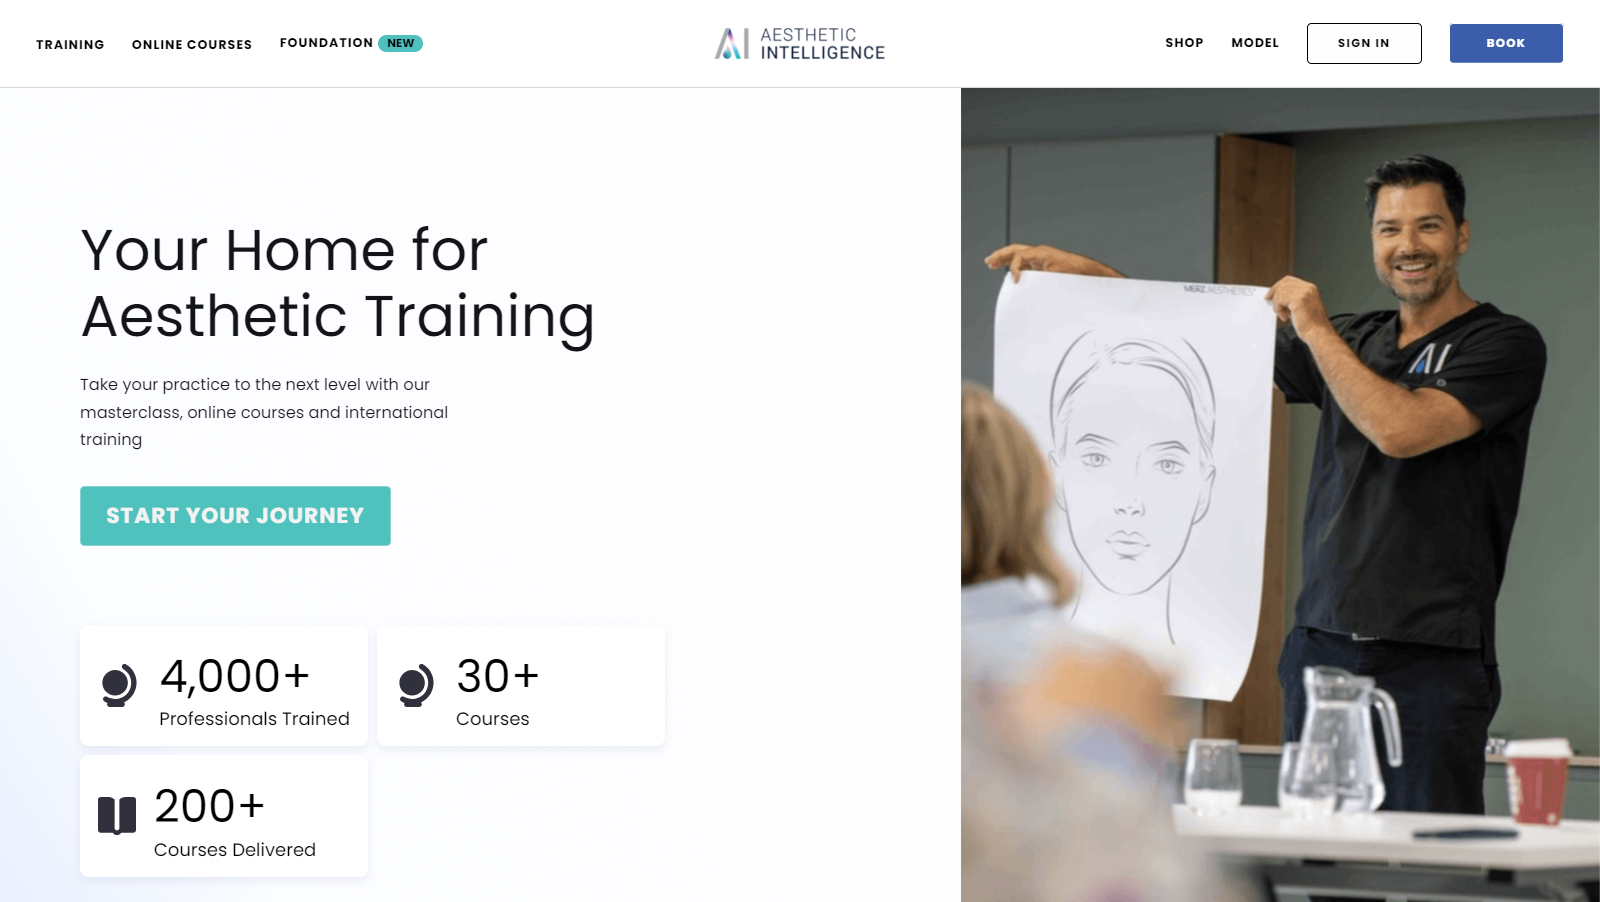 TRAINING
ONLINE COURSES
FOUNDATION NEW
AESTHETIC
INTELLIGENCE
SHOP
MODEL
SIGN IN
BOOK
Your Home for
Aesthetic Training
Take your practice to the next level with our
masterclass, online courses and international
training
START YOUR JOURNEY
4,000+
Professionals Trained
30+
Courses
200+
Courses Delivered
MERZ AESTHETICS
AI